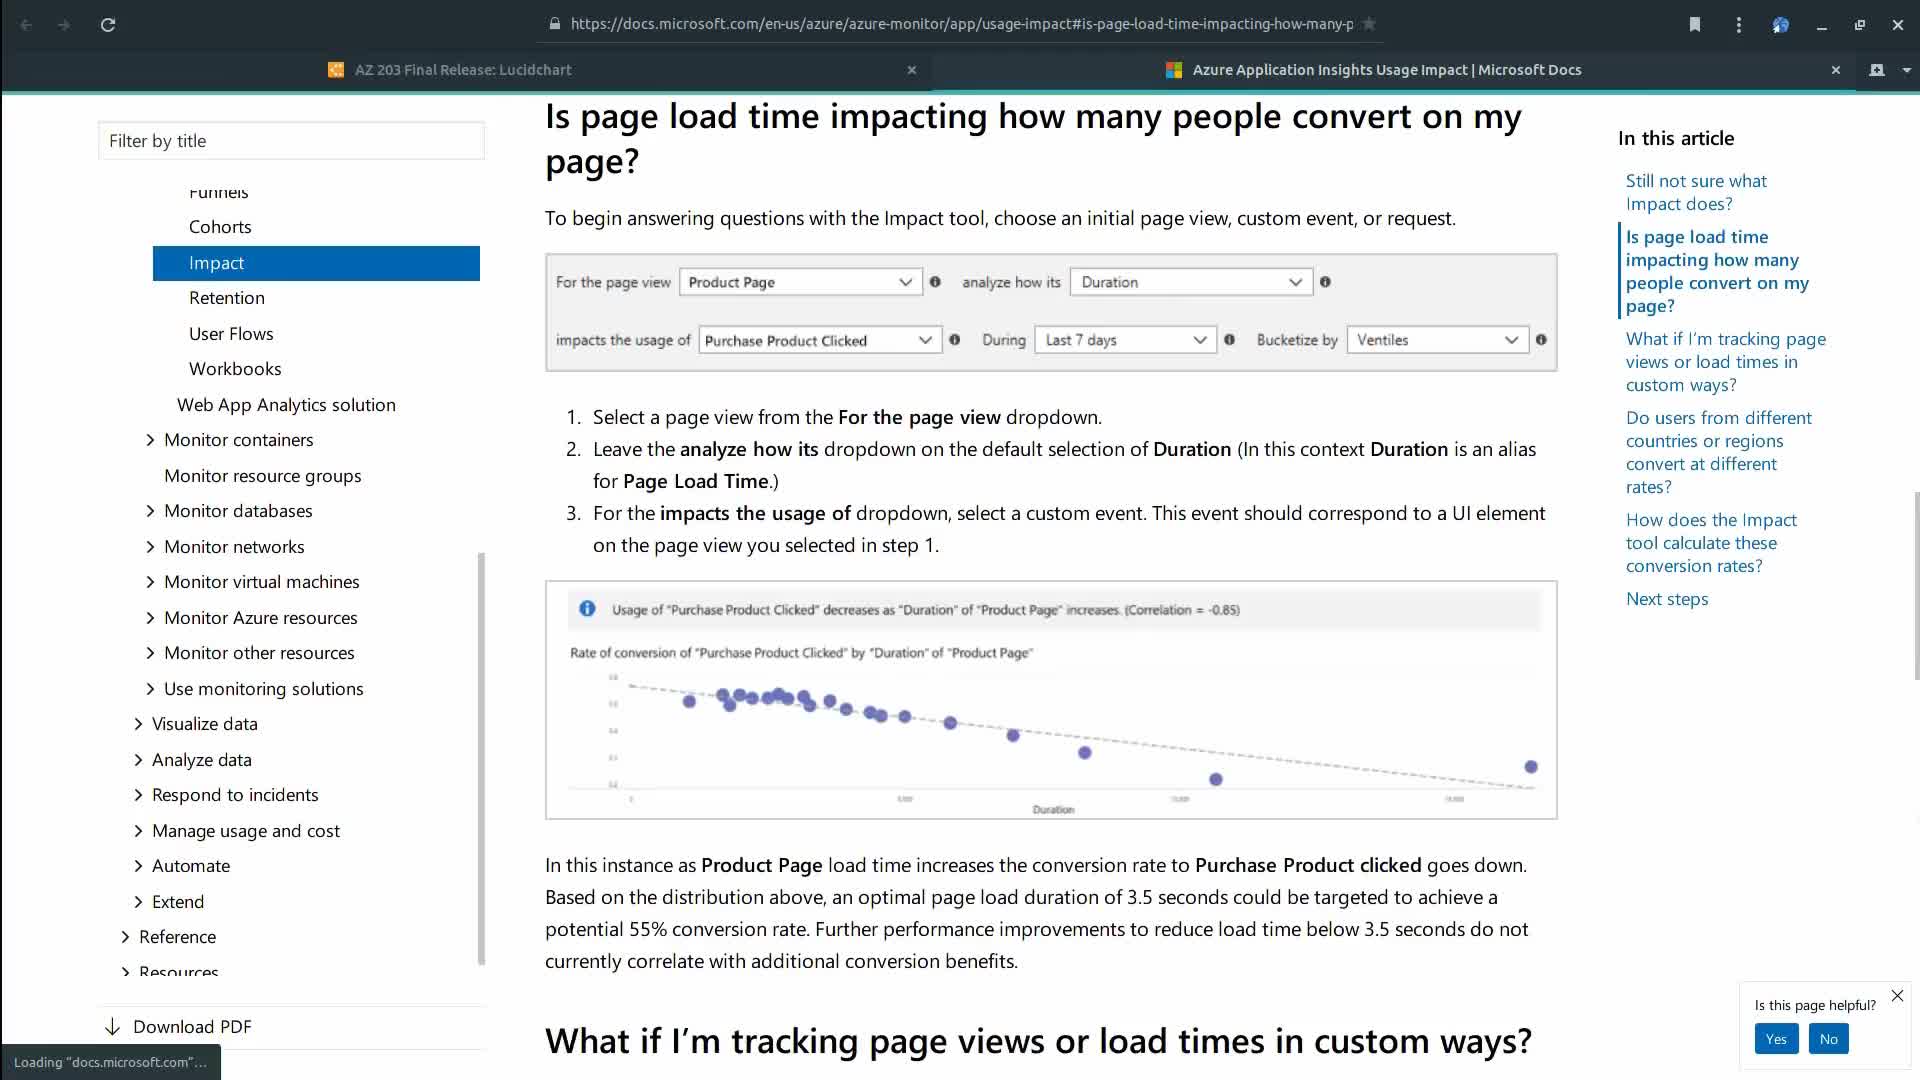 https://docs.microsoft.com/en-us/azure/azure-monitor/app/usage-impact#is-page-load-time-impacting-how-many-p
AZ 203 Final Release: Lucidchart
Azure Application Insights Usage Impact | Microsoft Docs
Filter by title
Funnels
Cohorts
Impact
Retention
User Flows
Workbooks
Web App Analytics solution
Monitor containers
Monitor resource groups
Monitor databases
Monitor networks
Monitor virtual machines
Monitor Azure resources
Monitor other resources
Use monitoring solutions
Visualize data
Analyze data
Respond to incidents
Manage usage and cost
Automate
Extend
Reference
Resources
Download PDF
Loading "docs.microsoft.com"...
Is page load time impacting how many people convert on my
page?
To begin answering questions with the Impact tool, choose an initial page view, custom event, or request.
For the page view Product Page analyze how its Duration
impacts the usage of Purchase Product Clicked During Last 7 days Bucketize by Ventiles
1. Select a page view from the For the page view dropdown.
2. Leave the analyze how its dropdown on the default selection of Duration (In this context Duration is an alias
for Page Load Time.)
3. For the impacts the usage of dropdown, select a custom event. This event should correspond to a UI element
on the page view you selected in step 1.
Usage of "Purchase Product Clicked" decreases as "Duration" of "Product Page" increases. (Correlation = -0.85)
Rate of conversion of "Purchase Product Clicked" by "Duration" of "Product Page"
Duration
In this instance as Product Page load time increases the conversion rate to Purchase Product clicked goes down.
Based on the distribution above, an optimal page load duration of 3.5 seconds could be targeted to achieve a
potential 55% conversion rate. Further performance improvements to reduce load time below 3.5 seconds do not
currently correlate with additional conversion benefits.
What if I'm tracking page views or load times in custom ways?
In this article
Still not sure what
Impact does?
Is page load time
impacting how many
people convert on my
page?
What if I'm tracking page
views or load times in
custom ways?
Do users from different
countries or regions
convert at different
rates?
How does the Impact
tool calculate these
conversion rates?
Next steps
Is this page helpful?
Yes No